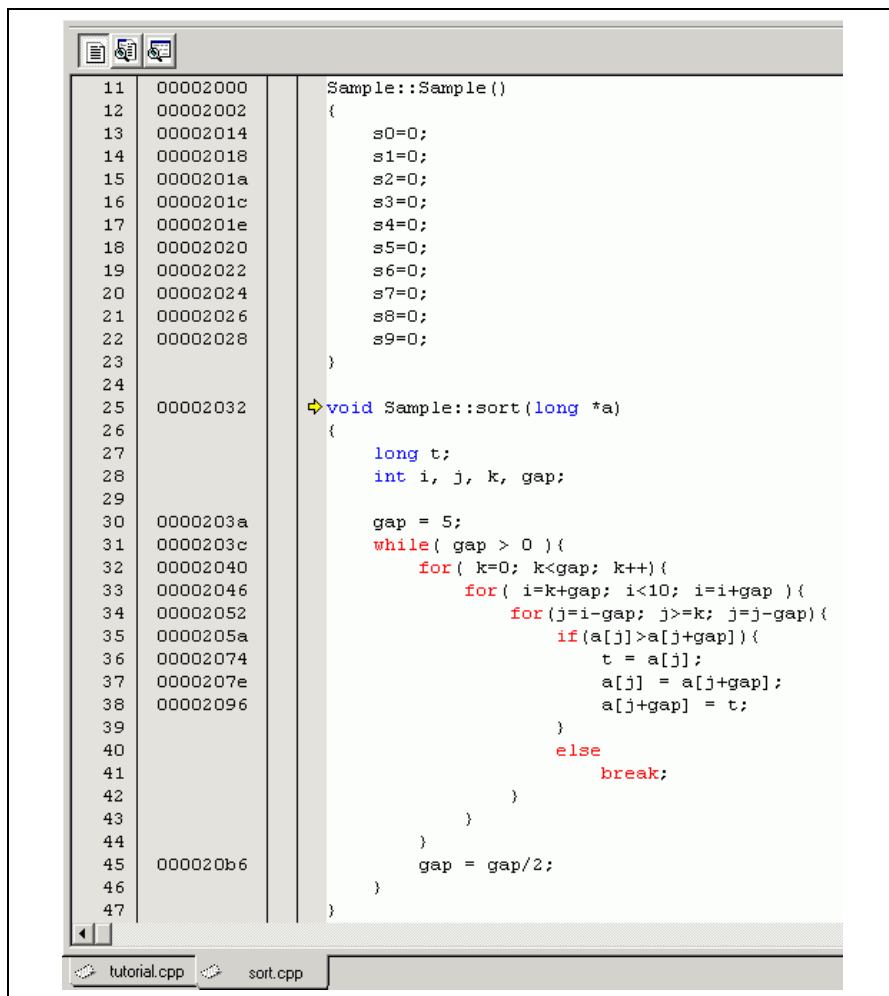 11 00002000 Sample::Sample()
12 00002002 {
13 00002014 s0=0;
14 00002018 s1=0;
15 0000201a s2=0;
16 0000201c s3=0;
17 0000201e s4=0;
18 00002020 s5=0;
19 00002022 s6=0;
20 00002024 s7=0;
21 00002026 s8=0;
22 00002028 s9=0;
23 }
24
25 00002032 void Sample::sort(long *a)
26 {
27 long t;
28 int i, j, k, gap;
29
30 0000203a gap = 5;
31 0000203c while( gap > 0 ){
32 00002040 for( k=0; k<gap; k++){
33 00002046 for( i=k+gap; i<10; i=i+gap ){
34 00002052 for(j=i-gap; j>=k; j=j-gap){
35 0000205a if(a[j]>a[j+gap]){
36 00002074 t = a[j];
37 0000207e a[j] = a[j+gap];
38 00002096 a[j+gap] = t;
39 }
40 else
41 break;
42 }
43 }
44 }
45 000020b6 gap = gap/2;
46 }
47 }
tutorial.cpp sort.cpp